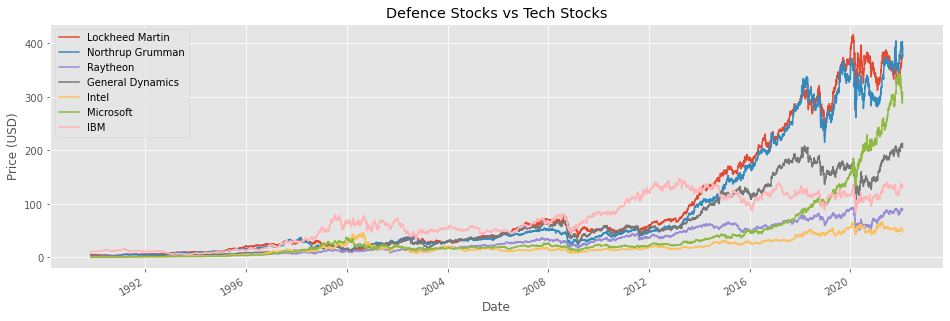 Defence Stocks vs Tech Stocks
Lockheed Martin
Northrup Grumman
Raytheon
General Dynamics
Intel
Microsoft
IBM
Price (USD)
400
300
200
100
0
1992
1996
2000
2004
2008
2012
2016
2020
Date